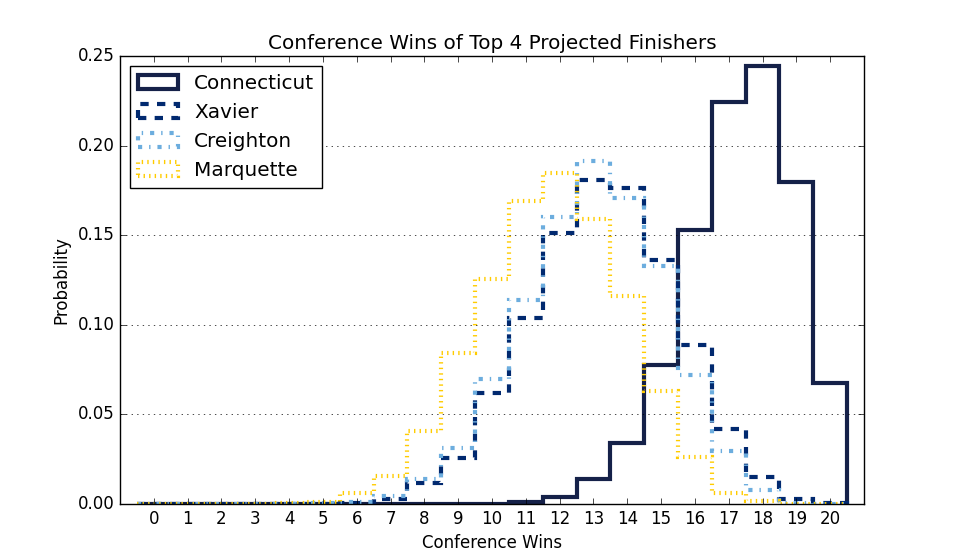 Conference Wins of Top 4 Projected Finishers
Connecticut
Xavier
Creighton
Marquette
Probability
0.25
0.20
0.15
0.10
0.05
0.00
0 1 2 3 4 5 6 7 8 9 10 11 12 13 14 15 16 17 18 19 20
Conference Wins